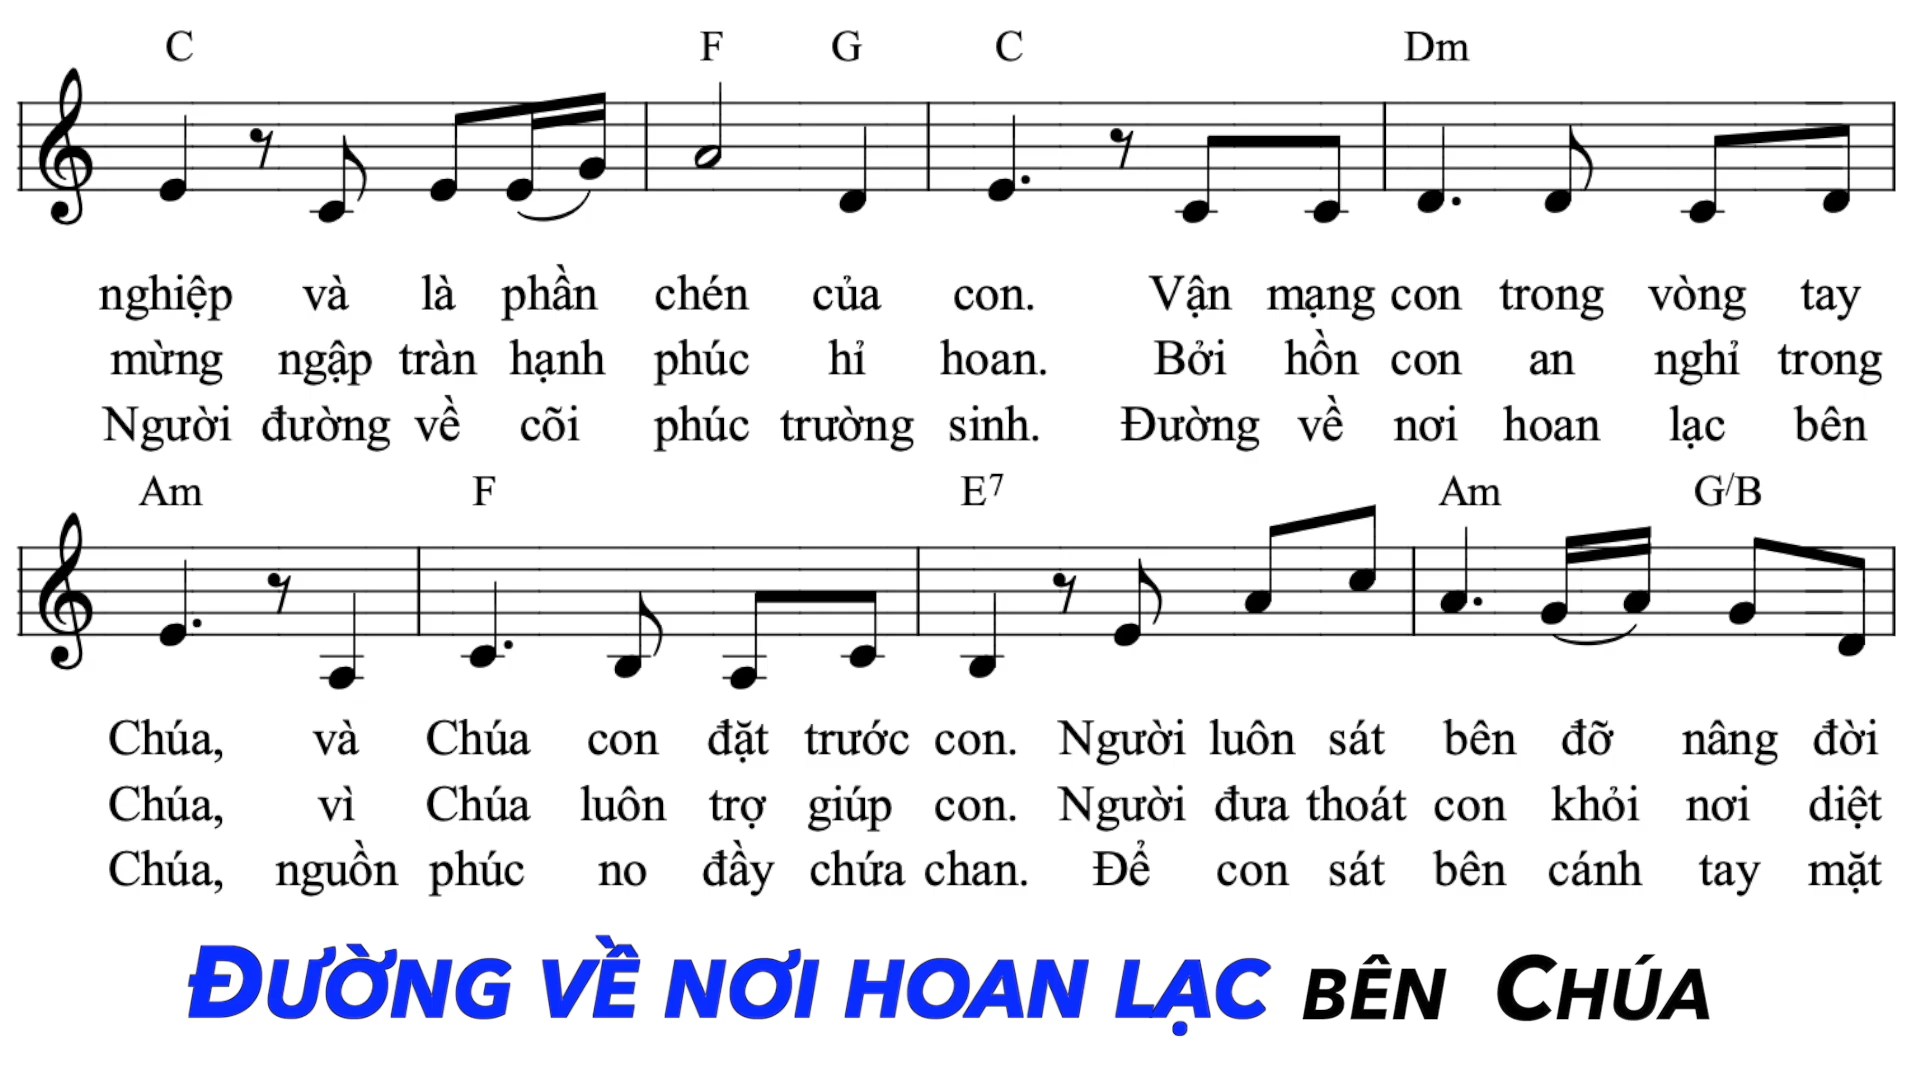 C F G C Dm
nghiệp và là phần chén của con. Vận mạng con trong vòng tay
mừng ngập tràn hạnh phúc hỉ hoan. Bởi hồn con an nghỉ trong
Người đường về cõi phúc trường sinh. Đường về nơi hoan lạc bên
Am F E7 Am G/B
Chúa, và Chúa con đặt trước con. Người luôn sát bên đỡ nâng đời
Chúa, vì Chúa luôn trợ giúp con. Người đưa thoát con khỏi nơi diệt
Chúa, nguồn phúc no đầy chứa chan. Để con sát bên cánh tay mặt
ĐƯỜNG VỀ NƠI HOAN LẠC BÊN CHÚA